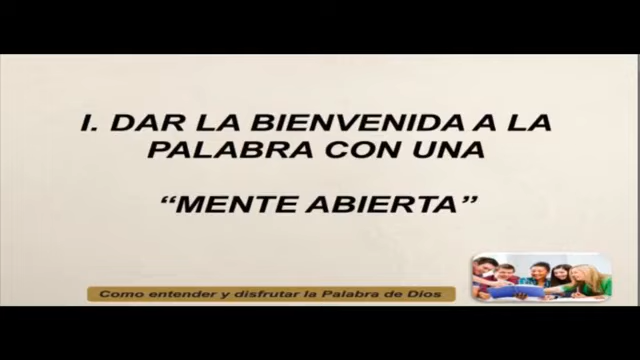 I. DAR LA BIENVENIDA A LA
PALABRA CON UNA
“MENTE ABIERTA”
Como entender y disfrutar la Palabra de Dios